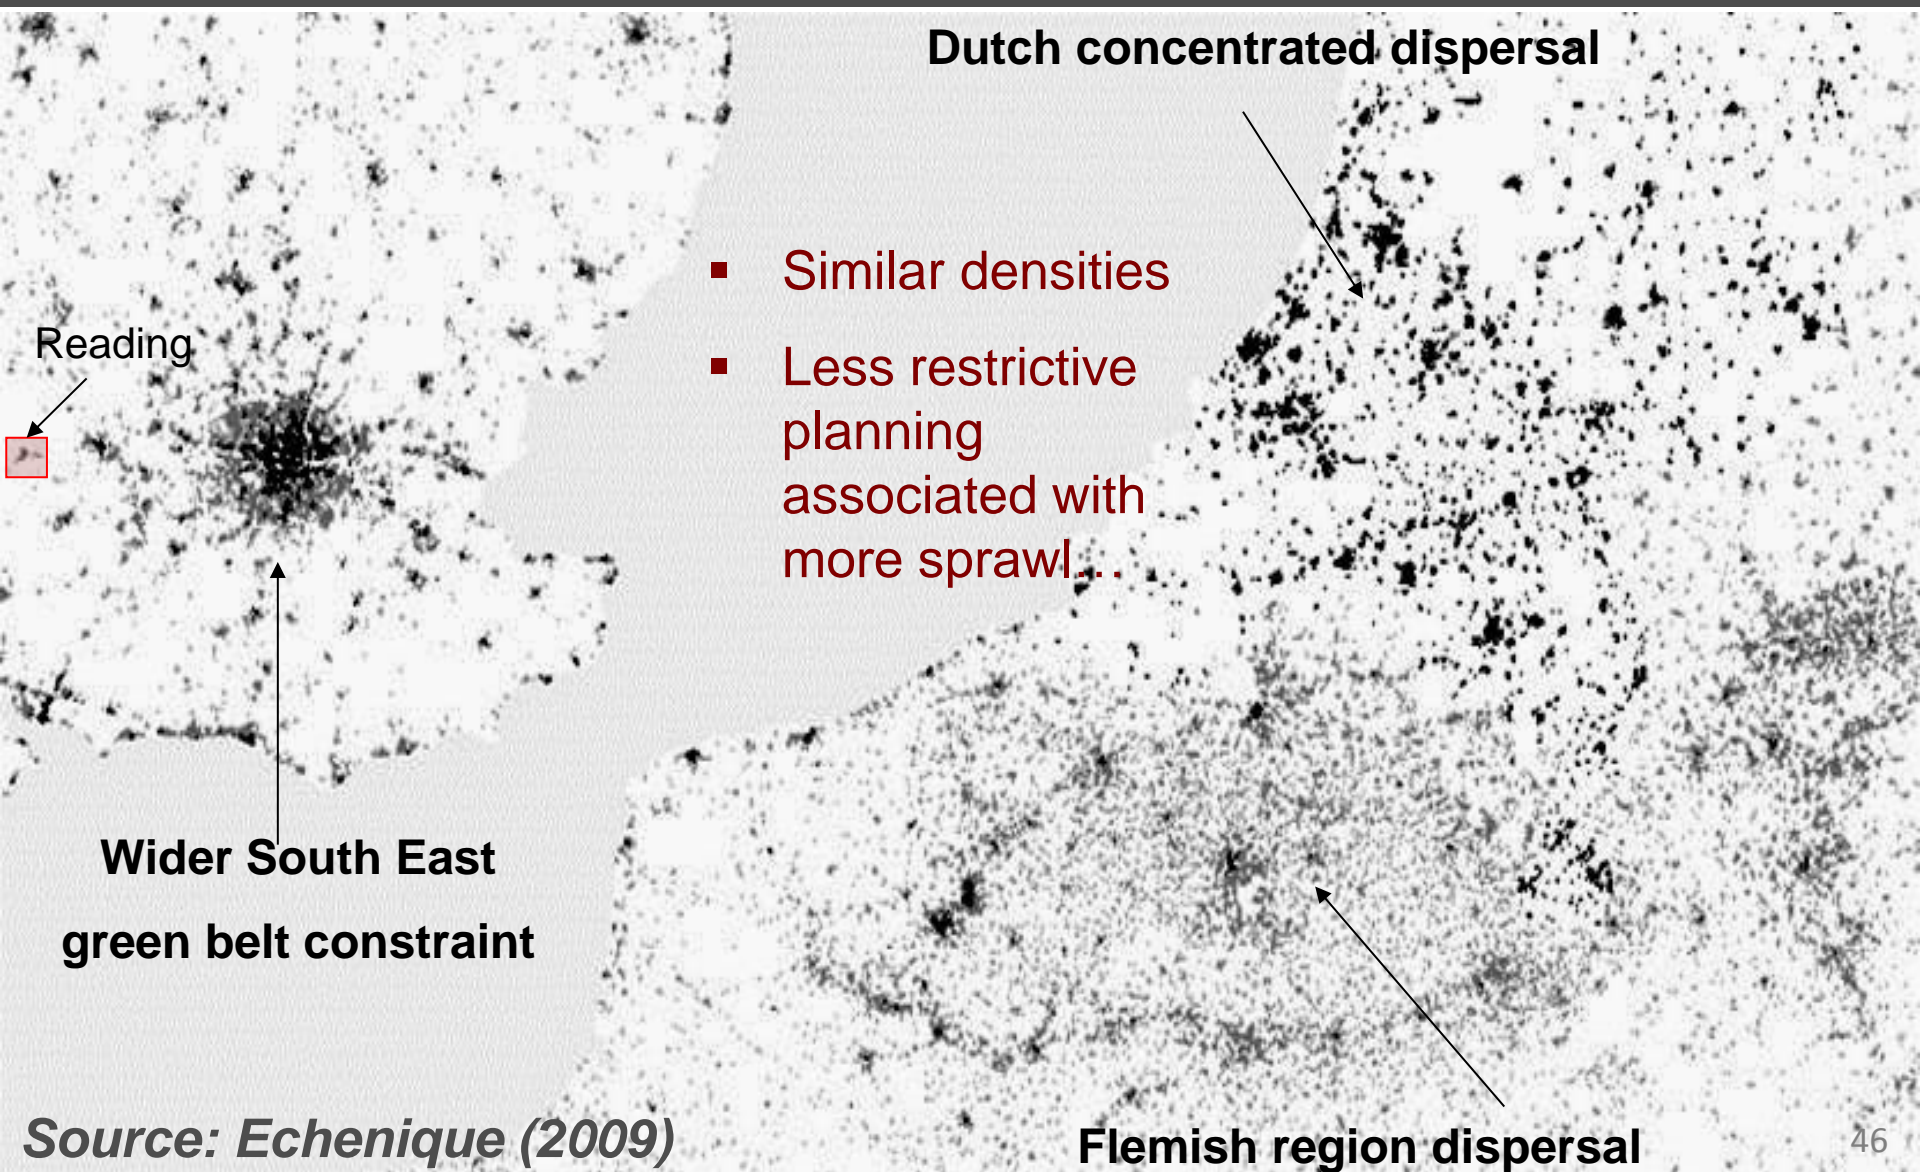 Dutch concentrated dispersal
▪ Similar densities
▪ Less restrictive
planning
associated with
more sprawl…
Reading
Wider South East
green belt constraint
Source: Echenique (2009)
Flemish region dispersal
46